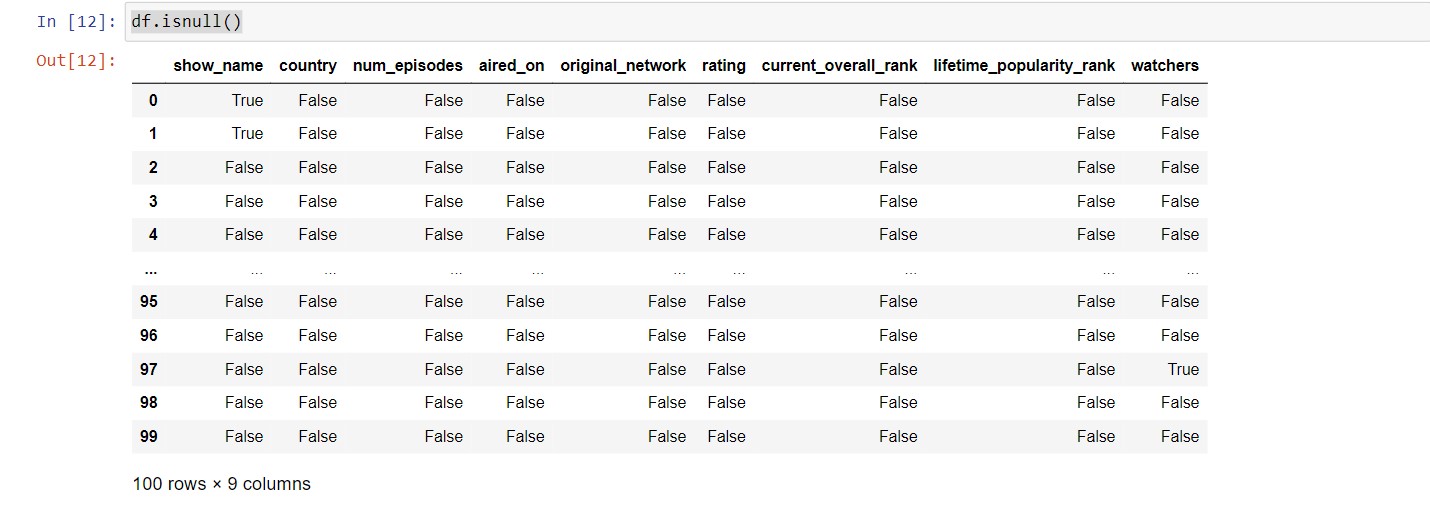 In [12]: df.isnull()
Out[12]:
show_name country num_episodes aired_on original_network rating current_overall_rank lifetime_popularity_rank watchers
0 True False False False False False False False False
1 True False False False False False False False False
2 False False False False False False False False False
3 False False False False False False False False False
4 False False False False False False False False False
... ... ... ... ... ... ... ... ... ...
95 False False False False False False False False False
96 False False False False False False False False False
97 False False False False False False False False True
98 False False False False False False False False False
99 False False False False False False False False False
100 rows × 9 columns